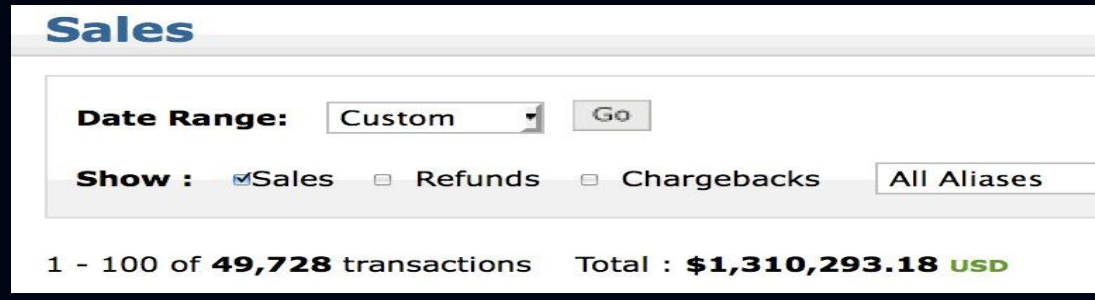 Sales
Date Range: Custom Go
Show : Sales Refunds Chargebacks All Aliases
1 - 100 of 49,728 transactions Total : $1,310,293.18 USD